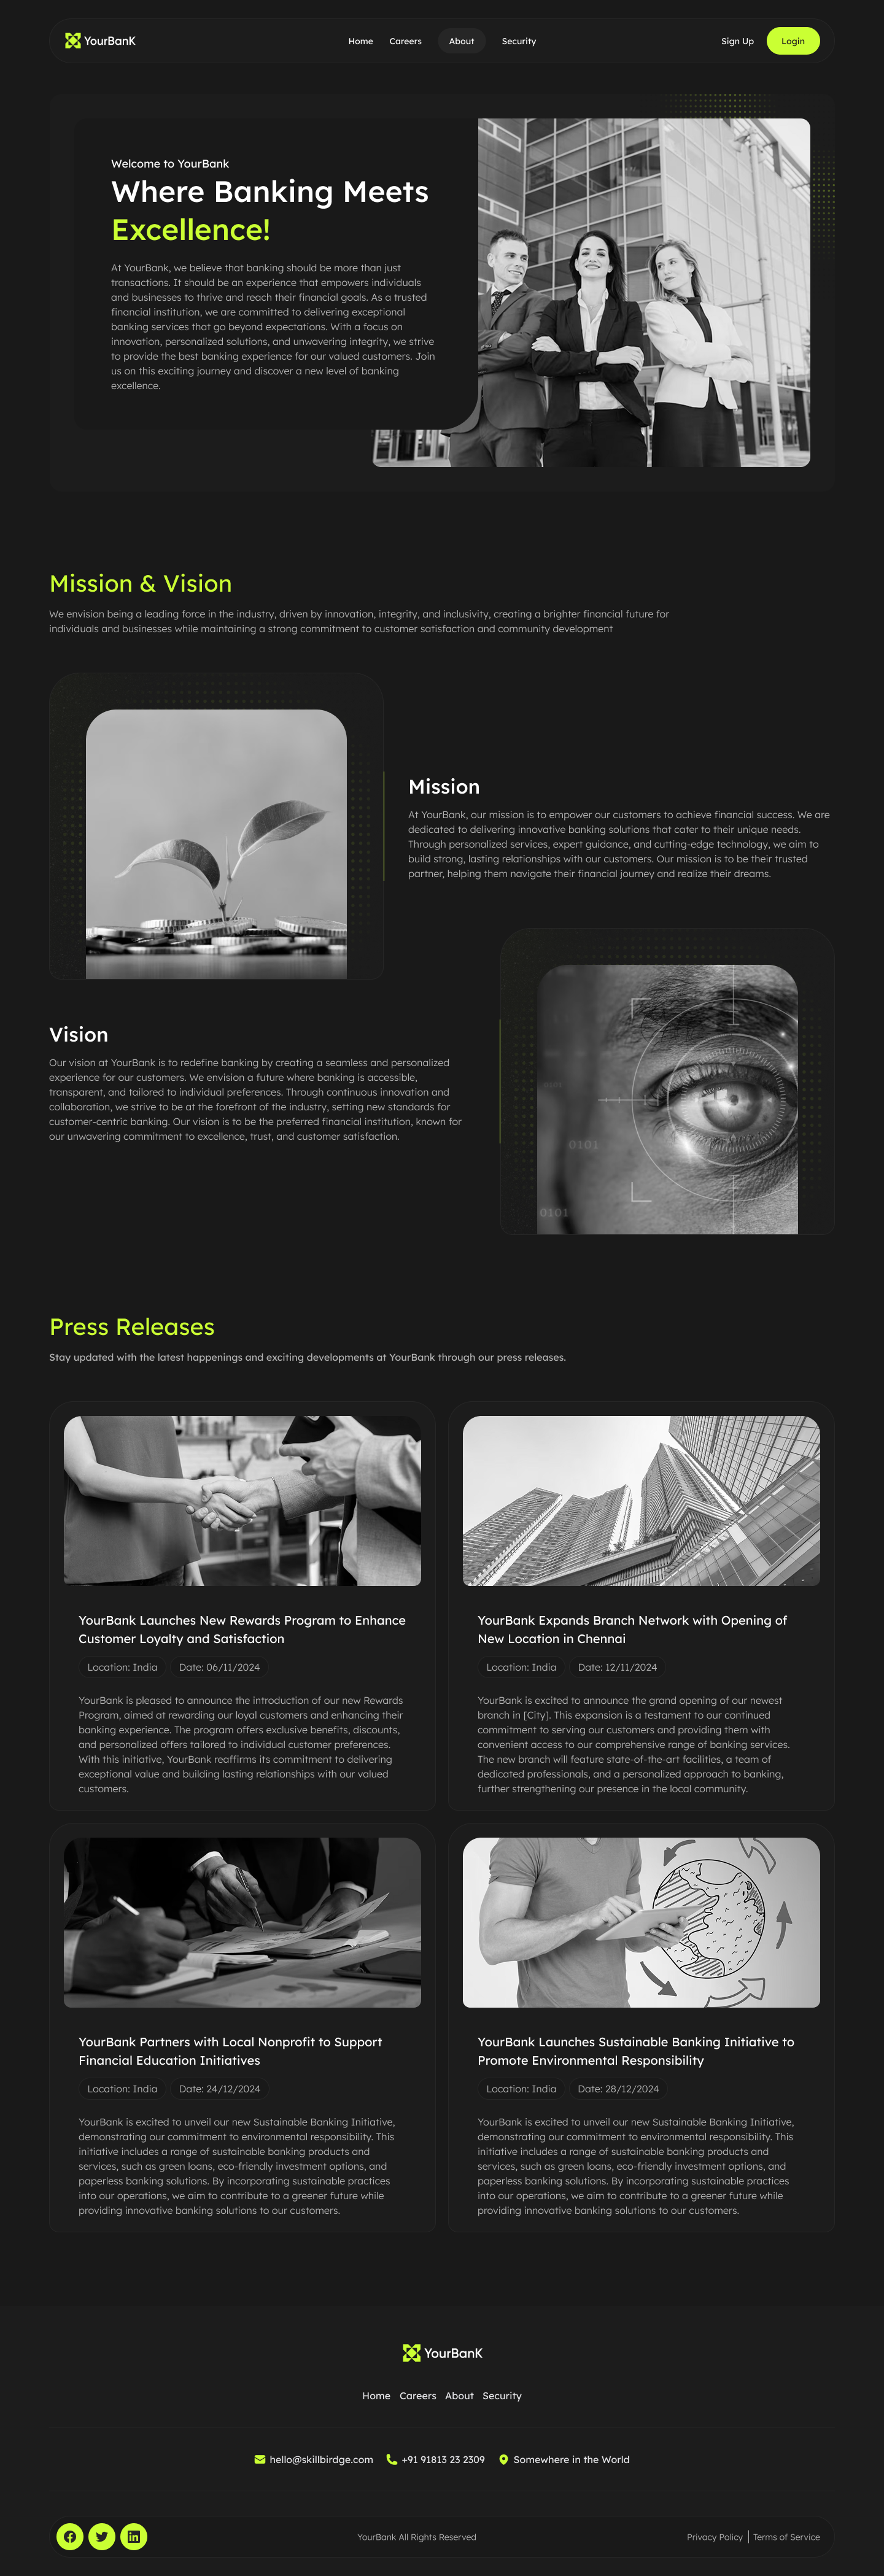 YourBanK
Home Careers About Security
Sign Up Login
Welcome to YourBank
Where Banking Meets
Excellence!
At YourBank, we believe that banking should be more than just
transactions. It should be an experience that empowers individuals
and businesses to thrive and reach their financial goals. As a trusted
financial institution, we are committed to delivering exceptional
banking services that go beyond expectations. With a focus on
innovation, personalized solutions, and unwavering integrity, we strive
to provide the best banking experience for our valued customers. Join
us on this exciting journey and discover a new level of banking
excellence.
Mission & Vision
We envision being a leading force in the industry, driven by innovation, integrity, and inclusivity, creating a brighter financial future for
individuals and businesses while maintaining a strong commitment to customer satisfaction and community development
Mission
At YourBank, our mission is to empower our customers to achieve financial success. We are
dedicated to delivering innovative banking solutions that cater to their unique needs.
Through personalized services, expert guidance, and cutting-edge technology, we aim to
build strong, lasting relationships with our customers. Our mission is to be their trusted
partner, helping them navigate their financial journey and realize their dreams.
Vision
Our vision at YourBank is to redefine banking by creating a seamless and personalized
experience for our customers. We envision a future where banking is accessible,
transparent, and tailored to individual preferences. Through continuous innovation and
collaboration, we strive to be at the forefront of the industry, setting new standards for
customer-centric banking. Our vision is to be the preferred financial institution, known for
our unwavering commitment to excellence, trust, and customer satisfaction.
0101
0101
Press Releases
Stay updated with the latest happenings and exciting developments at YourBank through our press releases.
YourBank Launches New Rewards Program to Enhance
Customer Loyalty and Satisfaction
Location: India Date: 06/11/2024
YourBank is pleased to announce the introduction of our new Rewards
Program, aimed at rewarding our loyal customers and enhancing their
banking experience. The program offers exclusive benefits, discounts,
and personalized offers tailored to individual customer preferences.
With this initiative, YourBank reaffirms its commitment to delivering
exceptional value and building lasting relationships with our valued
customers.
YourBank Expands Branch Network with Opening of
New Location in Chennai
Location: India Date: 12/11/2024
YourBank is excited to announce the grand opening of our newest
branch in [City]. This expansion is a testament to our continued
commitment to serving our customers and providing them with
convenient access to our comprehensive range of banking services.
The new branch will feature state-of-the-art facilities, a team of
dedicated professionals, and a personalized approach to banking,
further strengthening our presence in the local community.
YourBank Partners with Local Nonprofit to Support
Financial Education Initiatives
Location: India Date: 24/12/2024
YourBank is excited to unveil our new Sustainable Banking Initiative,
demonstrating our commitment to environmental responsibility. This
initiative includes a range of sustainable banking products and
services, such as green loans, eco-friendly investment options, and
paperless banking solutions. By incorporating sustainable practices
into our operations, we aim to contribute to a greener future while
providing innovative banking solutions to our customers.
YourBank Launches Sustainable Banking Initiative to
Promote Environmental Responsibility
Location: India Date: 28/12/2024
YourBank is excited to unveil our new Sustainable Banking Initiative,
demonstrating our commitment to environmental responsibility. This
initiative includes a range of sustainable banking products and
services, such as green loans, eco-friendly investment options, and
paperless banking solutions. By incorporating sustainable practices
into our operations, we aim to contribute to a greener future while
providing innovative banking solutions to our customers.
YourBanK
Home Careers About Security
hello@skillbirdge.com +91 91813 23 2309 Somewhere in the World
YourBank All Rights Reserved
Privacy Policy Terms of Service